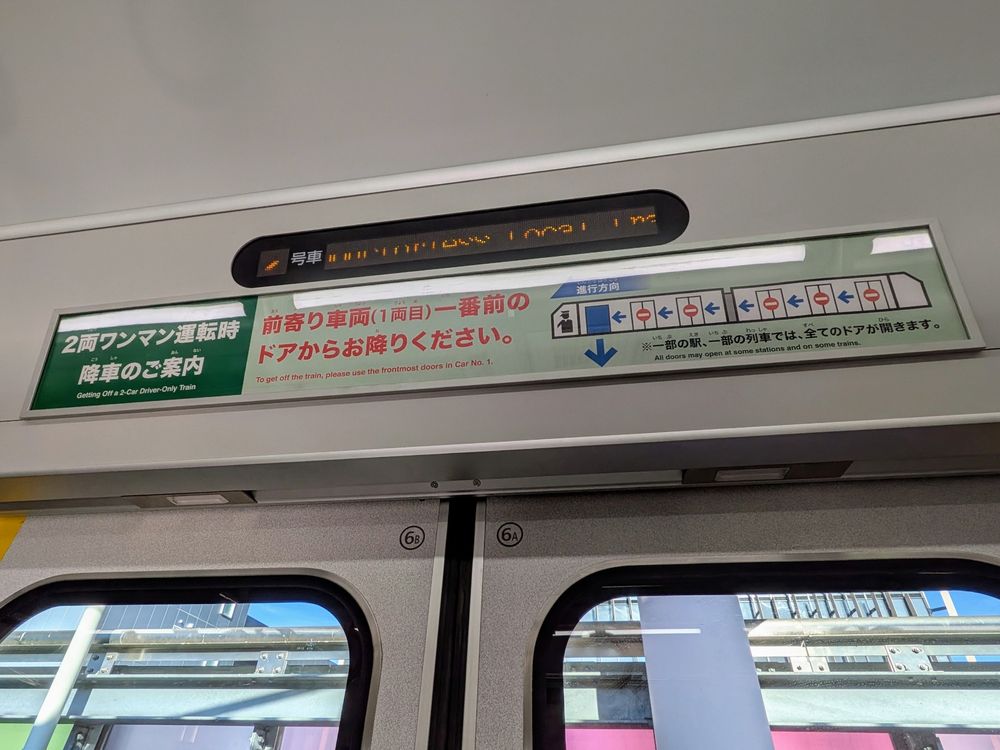 号車
2両ワンマン運転時
降車のご案内
Getting Off a 2-Car Driver-Only Train
前寄り車両(1両目)一番前の
ドアからお降りください。
To get off the train, please use the frontmost doors in Car No. 1.
進行方向
※一部の駅、一部の列車では、全てのドアが開きます。
All doors may open at some stations and on some trains.
6B
6A